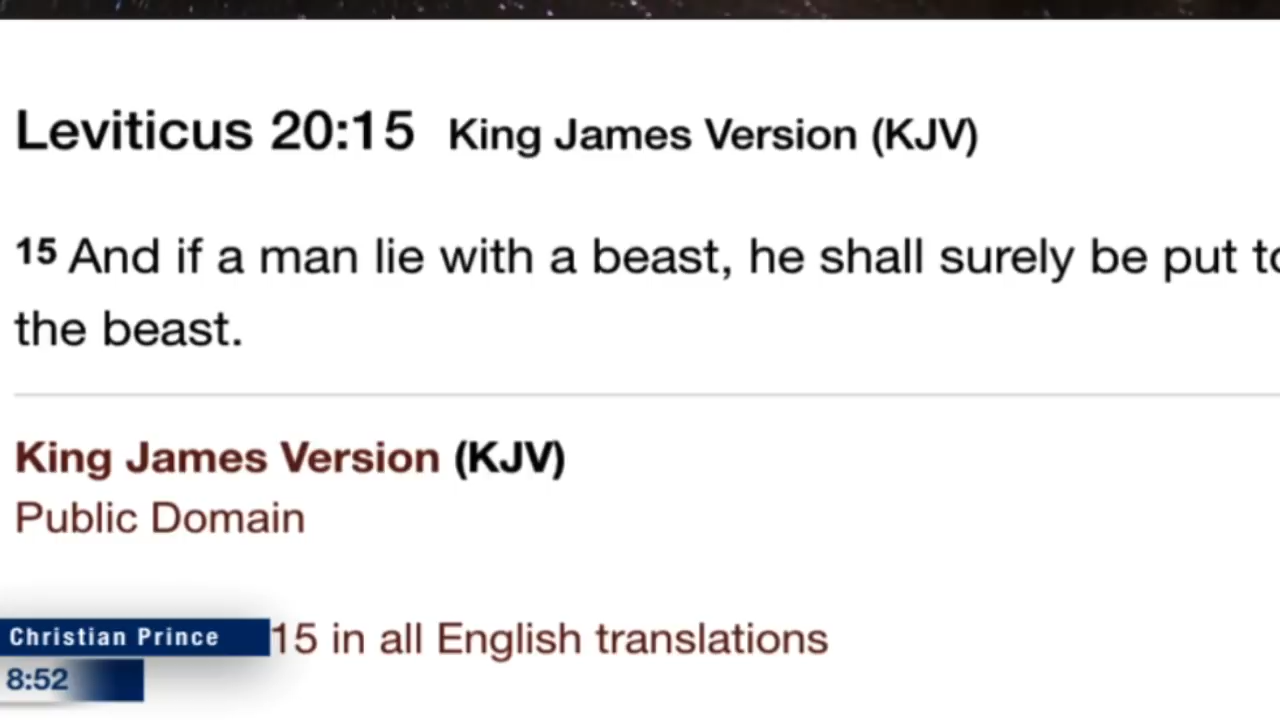 Leviticus 20:15 King James Version (KJV)
15 And if a man lie with a beast, he shall surely be put
the beast.
King James Version (KJV)
Public Domain
Christian Prince
15 in all English translations
8:52